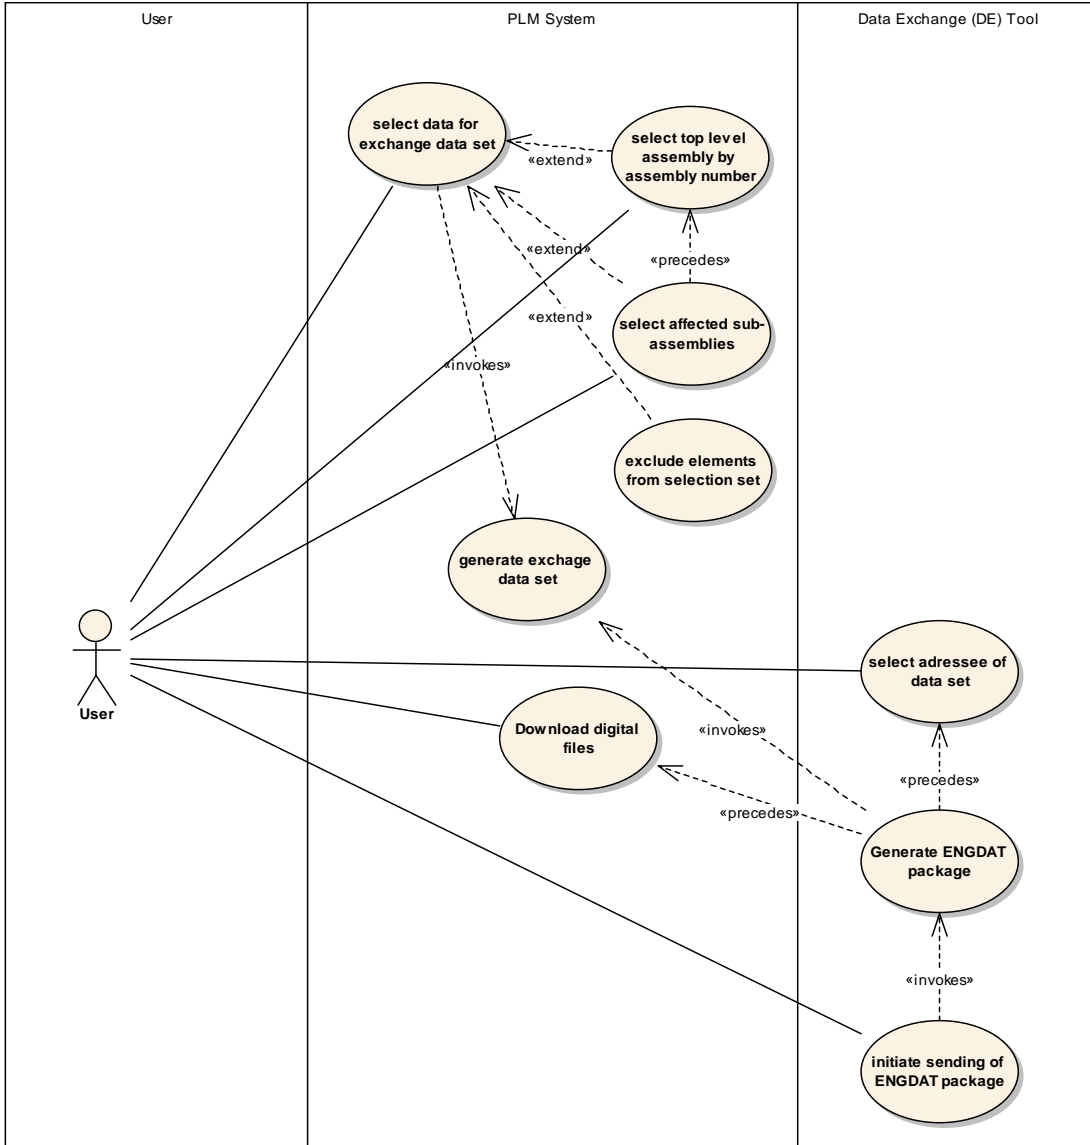 User
PLM System
Data Exchange (DE) Tool
select data for
exchange data set
select top level
assembly by
assembly number
«extend»
«extend»
«precedes»
select affected sub-
assemblies
«extend»
«invokes»
exclude elements
from selection set
generate exchage
data set
select adressee of
data set
User
Download digital
files
«invokes»
«precedes»
«precedes»
Generate ENGDAT
package
«invokes»
initiate sending of
ENGDAT package